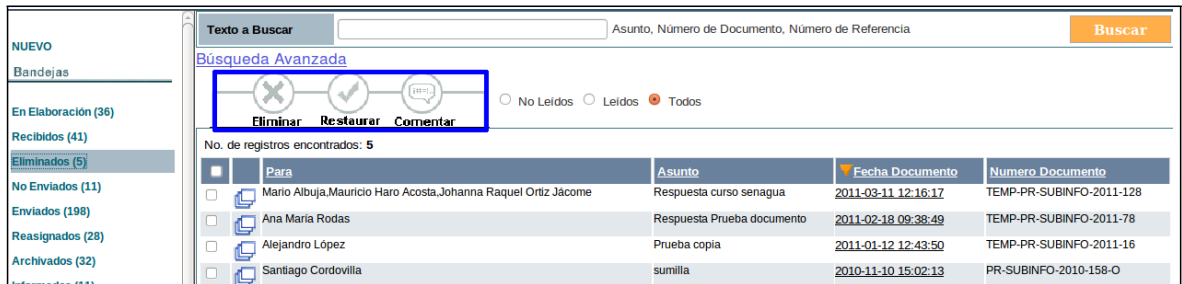 NUEVO
Bandejas
En Elaboración (36)
Recibidos (41)
Eliminados (5)
No Enviados (11)
Enviados (198)
Reasignados (28)
Archivados (32)
Texto a Buscar
Asunto, Número de Documento, Número de Referencia
Buscar
Búsqueda Avanzada
Eliminar Restaurar Comentar
No Leídos Leídos Todos
No. de registros encontrados: 5
Para Asunto Fecha Documento Numero Documento
Mario Albuja,Mauricio Haro Acosta,Johanna Raquel Ortiz Jácome Respuesta curso senagua 2011-03-11 12:16:17 TEMP-PR-SUBINFO-2011-128
Ana María Rodas Respuesta Prueba documento 2011-02-18 09:38:49 TEMP-PR-SUBINFO-2011-78
Alejandro López Prueba copia 2011-01-12 12:43:50 TEMP-PR-SUBINFO-2011-16
Santiago Cordovilla sumilla 2010-11-10 15:02:13 PR-SUBINFO-2010-158-O